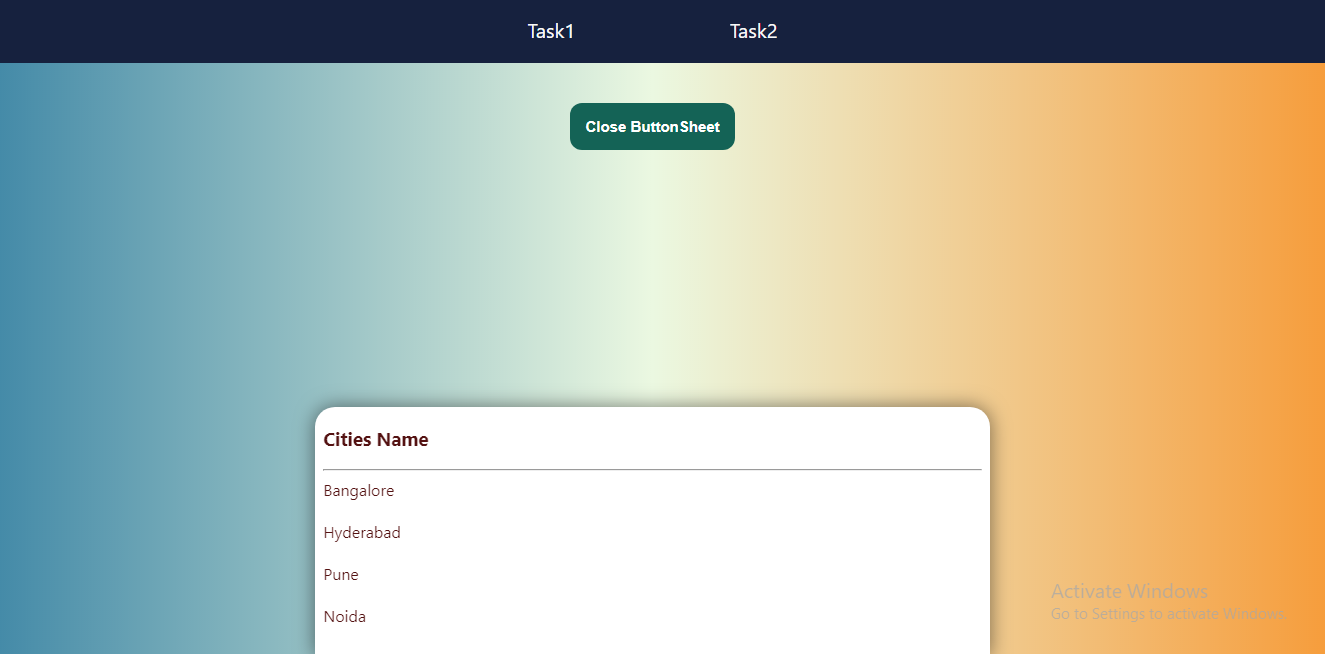 Task1 Task2
Close ButtonSheet
Cities Name
Bangalore
Hyderabad
Pune
Noida
Activate Windows
Go to Settings to activate Windows.